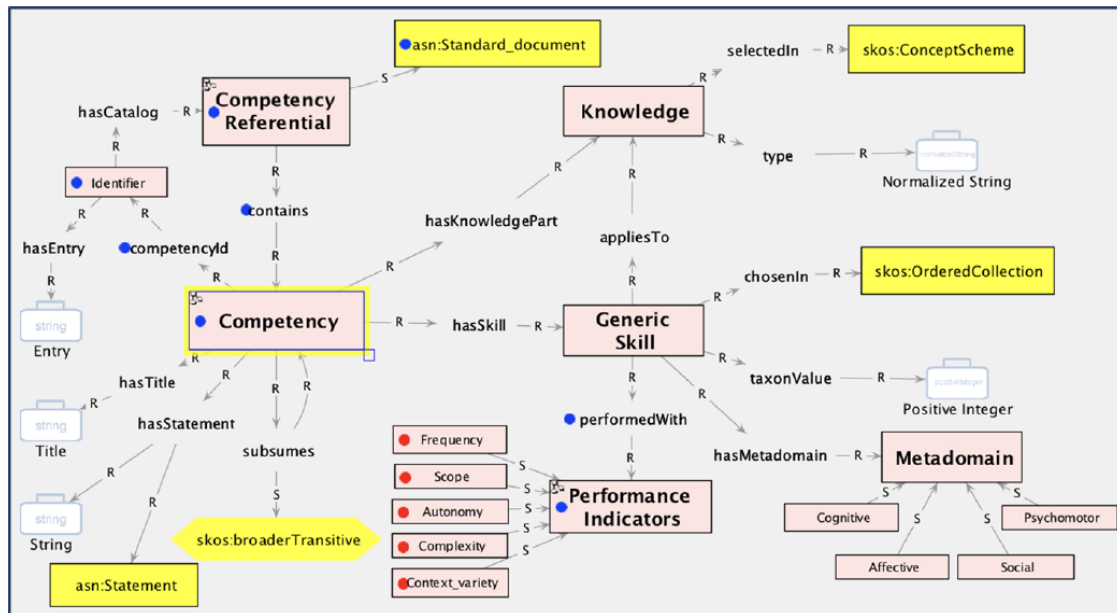 asn:Standard_document
selectedIn
R
skos:ConceptScheme
S
R
hasCatalog
R
Competency
Referential
Knowledge
R
R
type
R
normalizedString
Normalized String
R
Identifier
R
contains
R
hasKnowledgePart
R
appliesTo
R
R
hasEntry
competencyId
R
R
R
R
chosenIn
R
skos:OrderedCollection
R
string
Entry
R
Competency
R
hasSkill
R
Generic
Skill
R
taxonValue
R
positiveInteger
Positive Integer
R
R
R
R
hasTitle
R
R
R
Title
hasStatement
subsumes
performedWith
hasMetadomain
R
Metadomain
Frequency
S
R
Scope
S
R
R
S
Autonomy
S
Performance
Indicators
Complexity
S
Context_variety
S
string
String
skos:broaderTransitive
asn:Statement
S
S
Cognitive
S
S
Psychomotor
Affective
Social